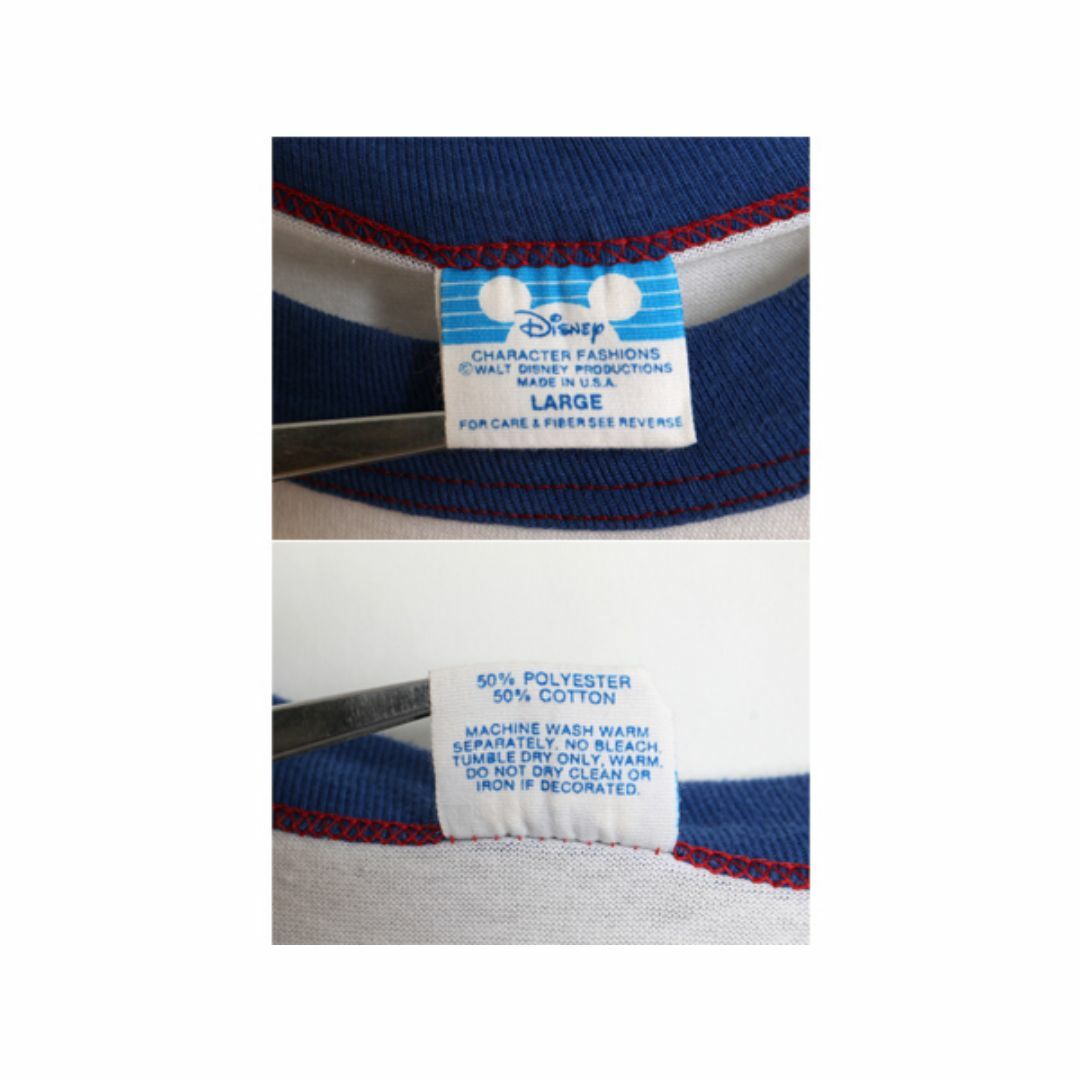 Disney
CHARACTER FASHIONS
©WALT DISNEY PRODUCTIONS
MADE IN U.S.A.
LARGE
FOR CARE & FIBER SEE REVERSE
50% POLYESTER
50% COTTON
MACHINE WASH WARM
SEPARATELY. NO BLEACH.
TUMBLE DRY ONLY, WARM.
DO NOT DRY CLEAN OR
IRON IF DECORATED.